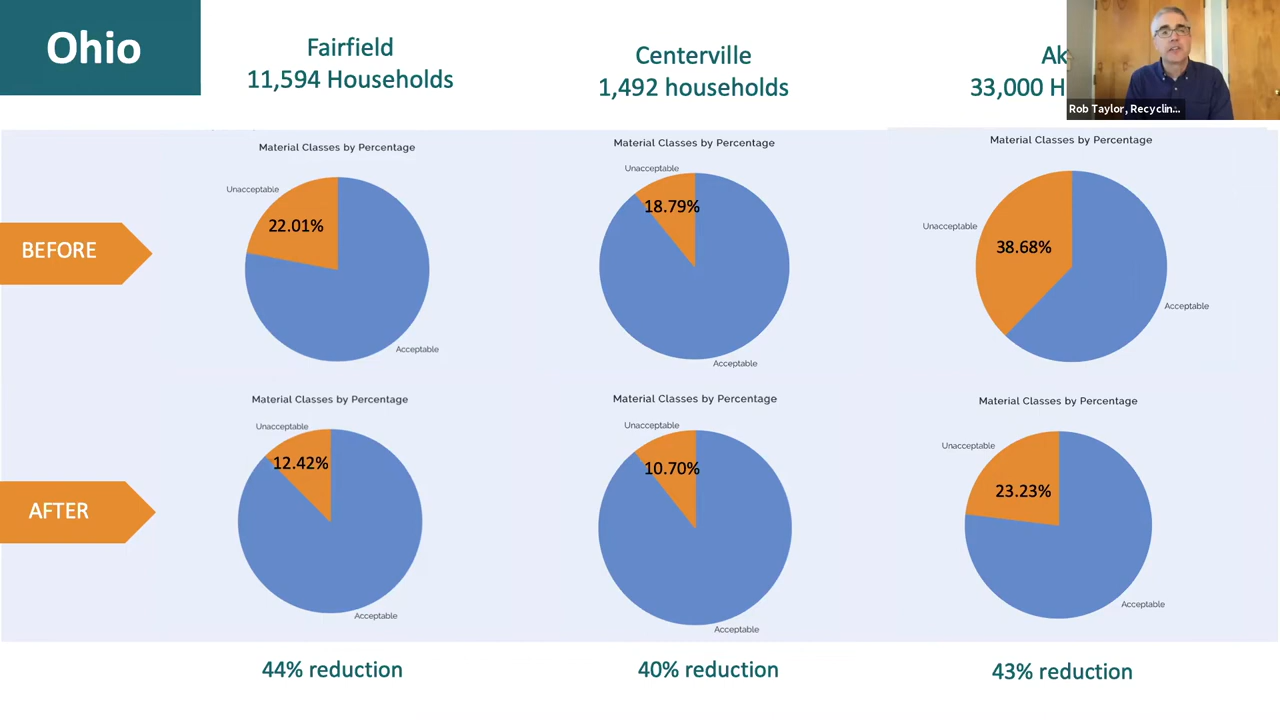 Ohio
Fairfield
11,594 Households
Centerville
1,492 households
33,000
Rob Taylor, Recyclin...
Material Classes by Percentage
Unacceptable
22.01%
Acceptable
Material Classes by Percentage
Unacceptable
18.79%
Acceptable
Material Classes by Percentage
Unacceptable
38.68%
Acceptable
BEFORE
Material Classes by Percentage
Unacceptable
12.42%
Acceptable
Material Classes by Percentage
Unacceptable
10.70%
Acceptable
Material Classes by Percentage
Unacceptable
23.23%
Acceptable
AFTER
44% reduction
40% reduction
43% reduction